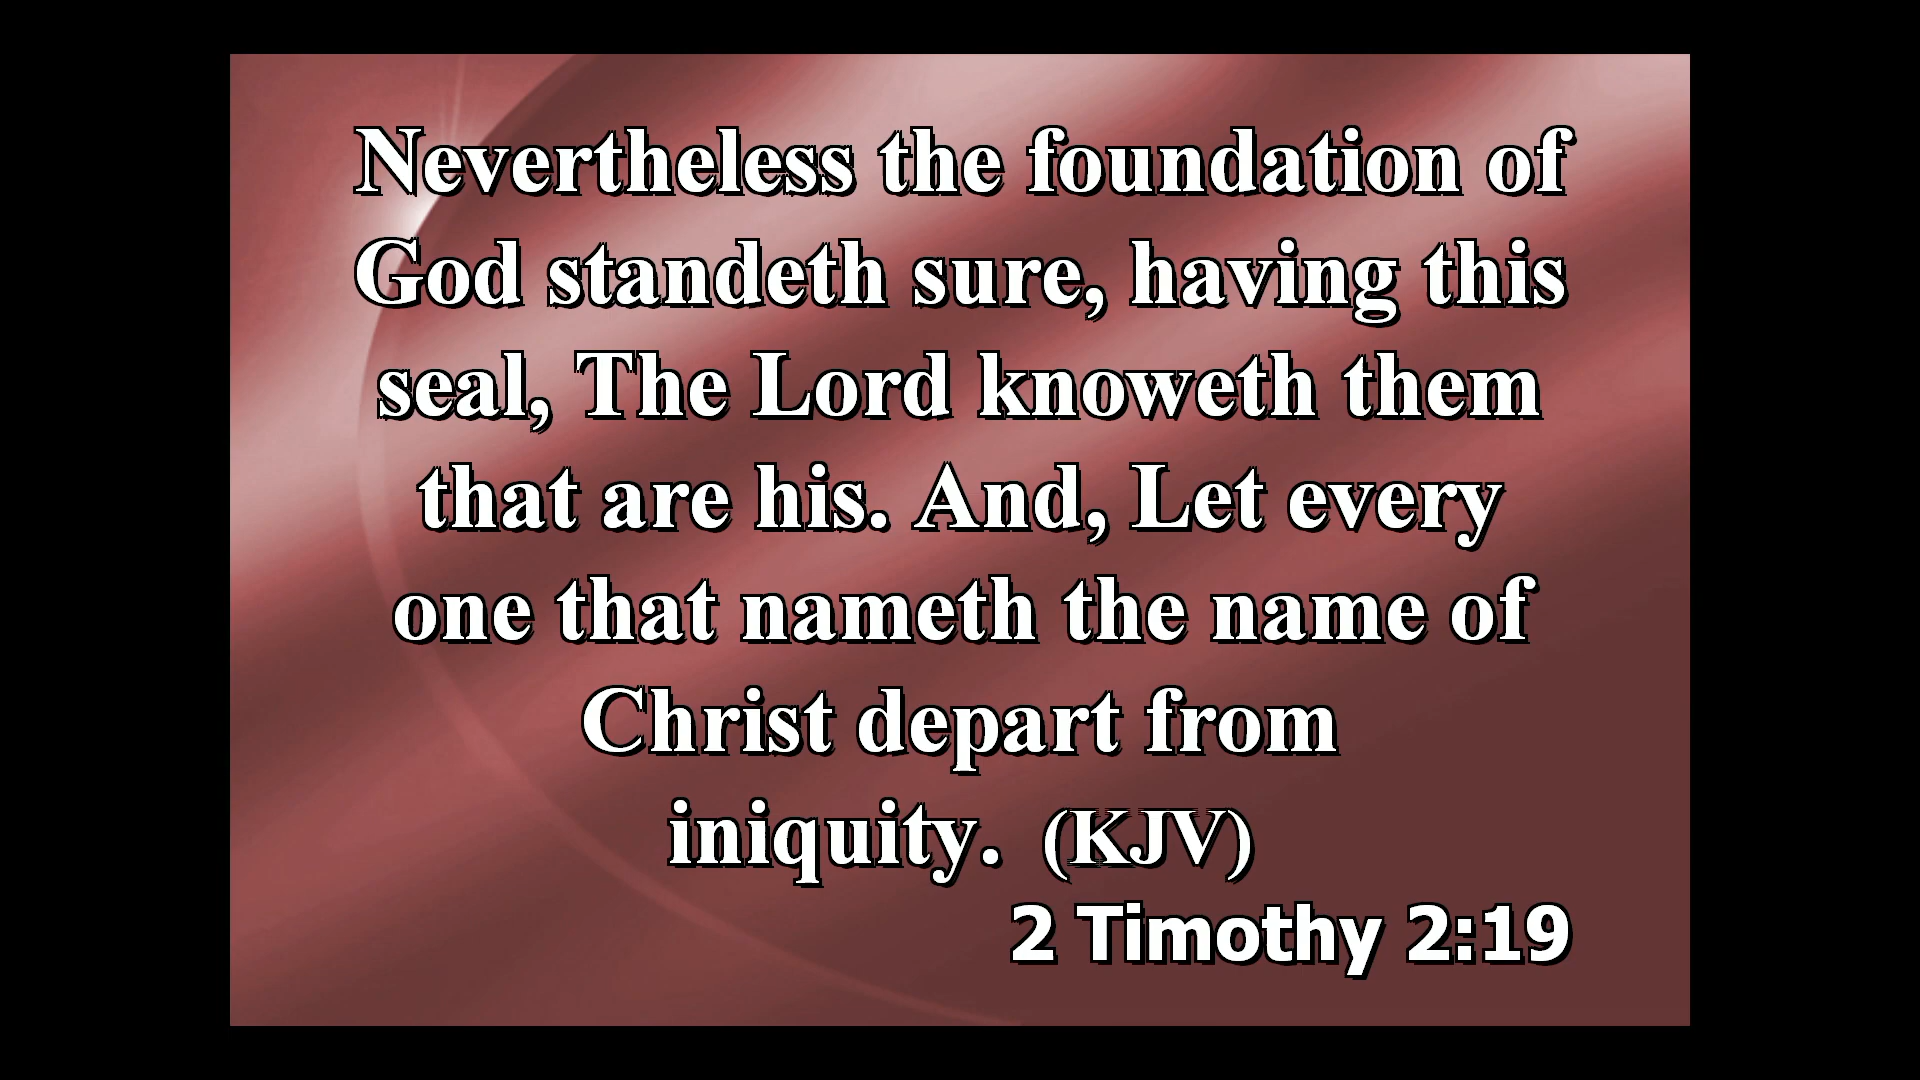 Nevertheless the foundation of
God standeth sure, having this
seal, The Lord knoweth them
that are his. And, Let every
one that nameth the name of
Christ depart from
iniquity. (KJV)
2 Timothy 2:19